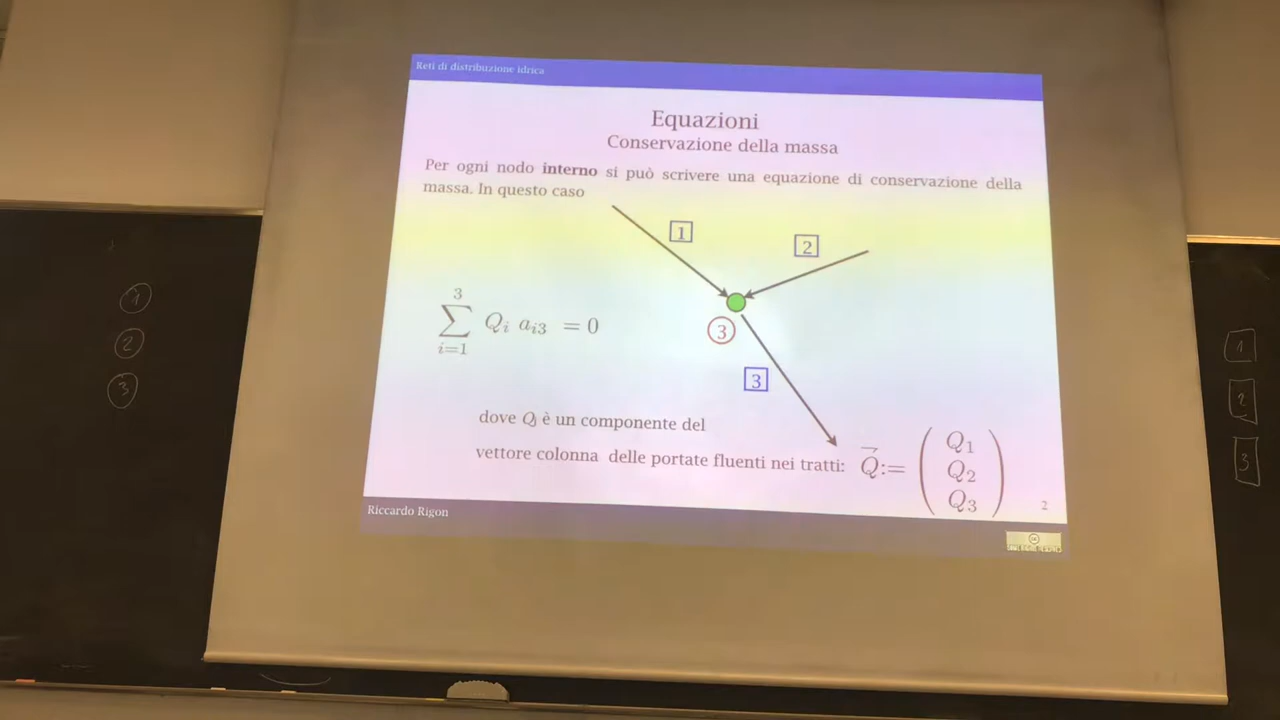 Reti di distribuzione idrica
Equazioni
Conservazione della massa
Per ogni nodo interno si può scrivere una equazione di conservazione della
massa. In questo caso
1
2
3
∑ Qᵢ aᵢ₃ = 0
i=1
3
3
dove Qⱼ è un componente del
vettore colonna delle portate fluenti nei tratti: Q⃗:= ( Q₁
Q₂
Q₃ )
Riccardo Rigon
2
1
2
3
1
2
3